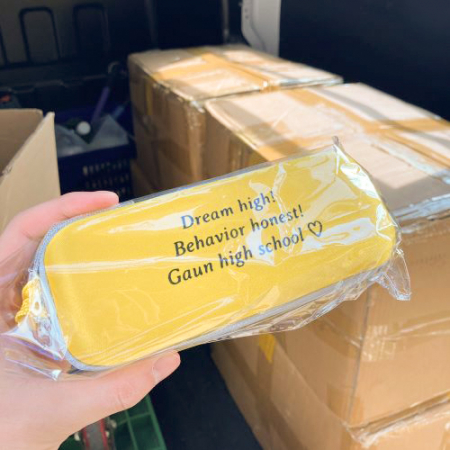 Dream high!
Behavior honest!
Gaun high school ♡